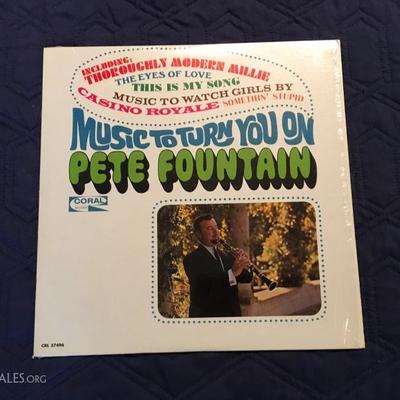 INCLUDING:
THOROUGHLY MODERN MILLIE
THE EYES OF LOVE
THIS IS MY SONG
MUSIC TO WATCH GIRLS BY
CASINO ROYALE SOMETHIN' STUPID
MUSIC TO TURN YOU ON
PETE FOUNTAIN
CORAL
CRL 57496
ALES.ORG